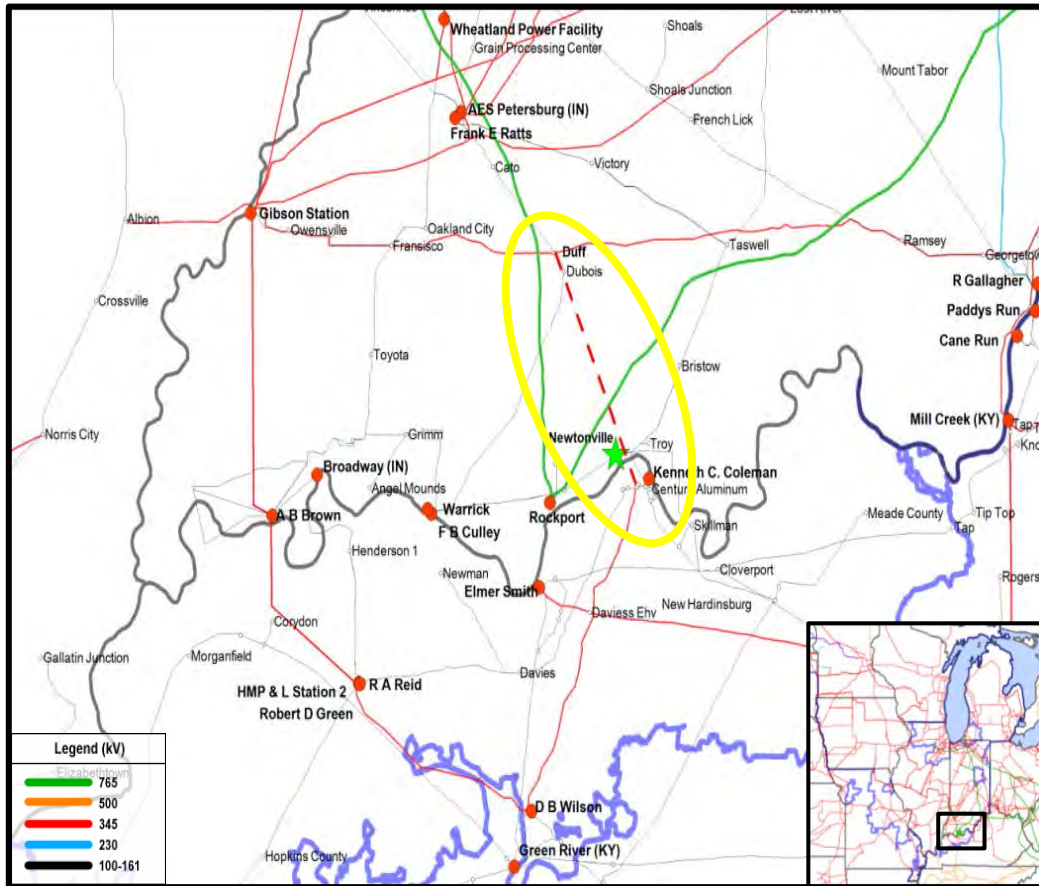 Wheatland Power Facility
Shoals
Grain Processing Center
Mount Tabor
Shoals Junction
AES Petersburg (IN)
French Lick
Frank E Ratts
Victory
Cato
Gibson Station
Albion
Owensville
Oakland City
Fransisco
Taswell
Ramsey
Duff
Georgetow
Dubois
R Gallagher
Crossville
Paddys Run
Cane Run
Toyota
Bristow
Mill Creek (KY)
Tap T
Norris City
Grimm
Newtonville
Troy
Kno
Broadway (IN)
Kenneth C. Coleman
Angel Mounds
Century Aluminum
Warrick
Rockport
A B Brown
F B Culley
Skillman
Meade County
Tip Top
Tap
Henderson 1
Cloverport
Newman
Elmer Smith
Rogers
New Hardinsburg
Daviess Ehv
Corydon
Gallatin Junction
Morganfield
Davies
R A Reid
HMP & L Station 2
Robert D Green
Legend (kV)
Elizabethtown
765
500
345
230
100-161
D B Wilson
Hopkins County
Green River (KY)